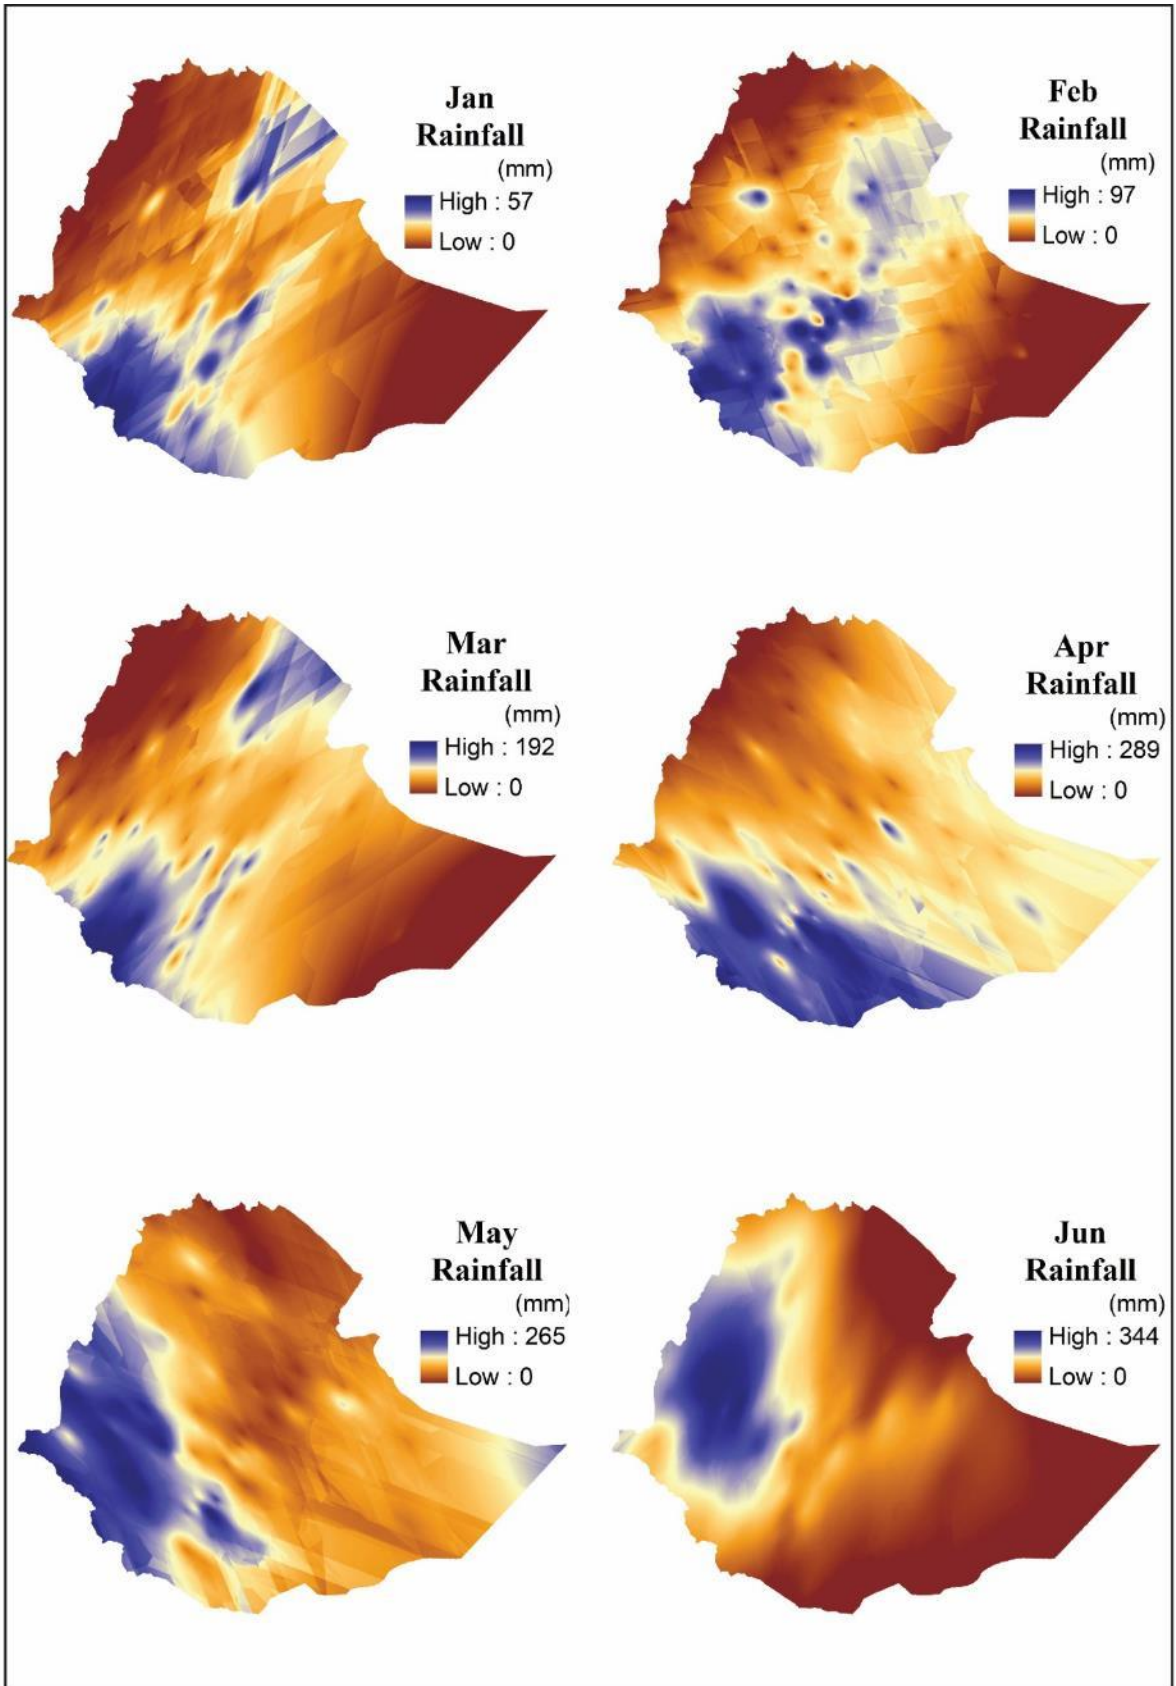 Jan
Rainfall
(mm)
High : 57
Low : 0
Feb
Rainfall
(mm)
High : 97
Low : 0
Mar
Rainfall
(mm)
High : 192
Low : 0
Apr
Rainfall
(mm)
High : 289
Low : 0
May
Rainfall
(mm)
High : 265
Low : 0
Jun
Rainfall
(mm)
High : 344
Low : 0